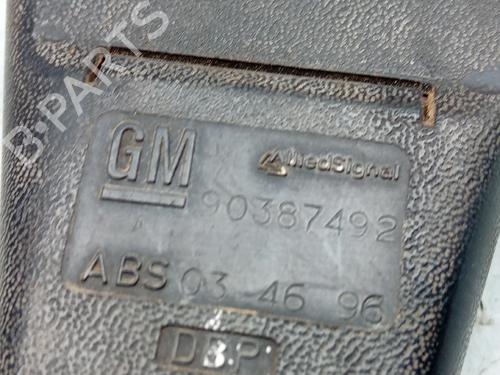 B-PARTS
GM
AlliedSignal
90387492
ABS 03 46 96
DBP